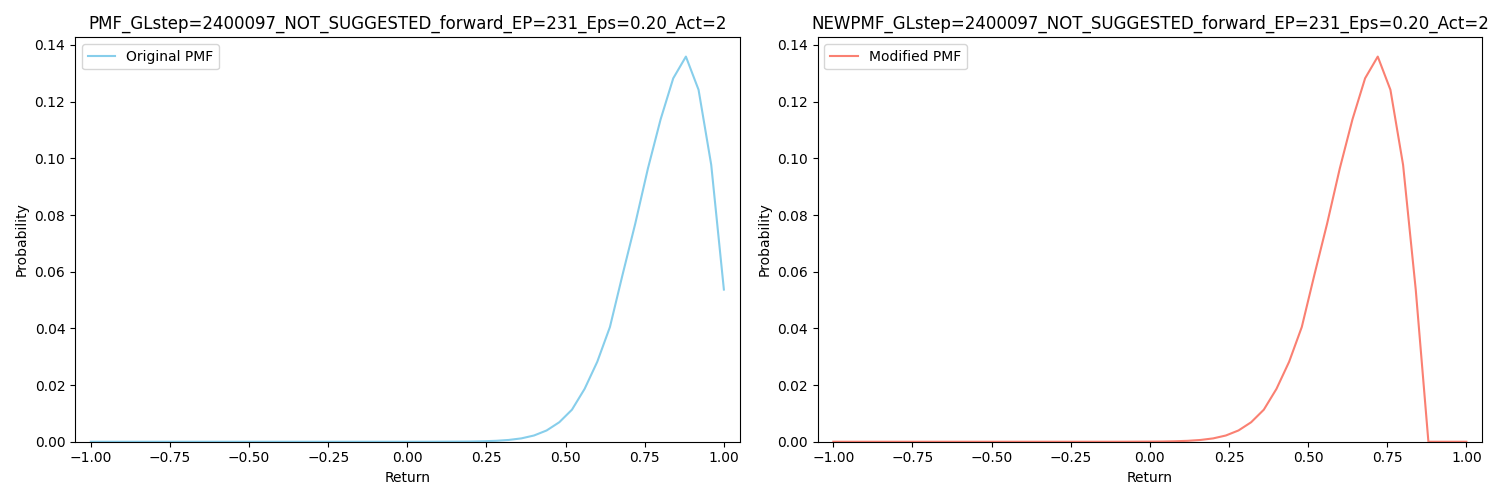 PMF_GLstep=2400097_NOT_SUGGESTED_forward_EP=231_Eps=0.20_Act=2
Original PMF
0.14
0.12
0.10
0.08
0.06
0.04
0.02
0.00
Probability
−1.00 −0.75 −0.50 −0.25 0.00 0.25 0.50 0.75 1.00
Return
NEWPMF_GLstep=2400097_NOT_SUGGESTED_forward_EP=231_Eps=0.20_Act=2
Modified PMF
0.14
0.12
0.10
0.08
0.06
0.04
0.02
0.00
Probability
−1.00 −0.75 −0.50 −0.25 0.00 0.25 0.50 0.75 1.00
Return